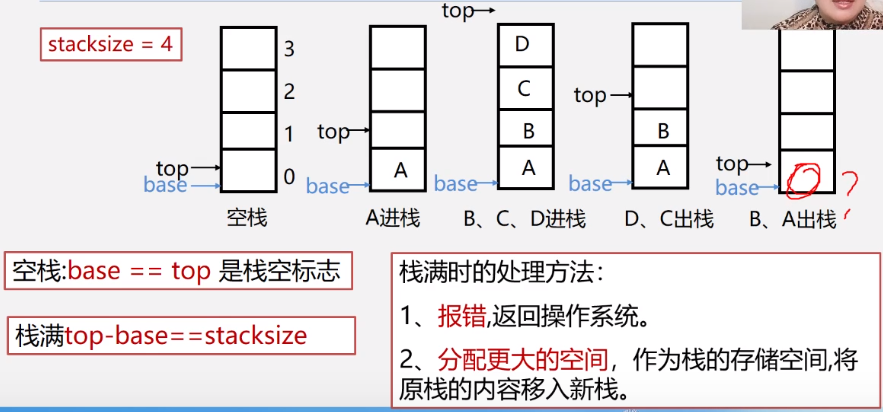 top
stacksize = 4
3
2
1
0
top
base
空栈
top
A
base
A进栈
D
C
B
A
base
B、C、D进栈
top
B
A
base
D、C出栈
top
base
B、A出栈
?
空栈:base == top 是栈空标志
栈满top-base==stacksize
栈满时的处理方法：
1、报错,返回操作系统。
2、分配更大的空间，作为栈的存储空间,将
原栈的内容移入新栈。